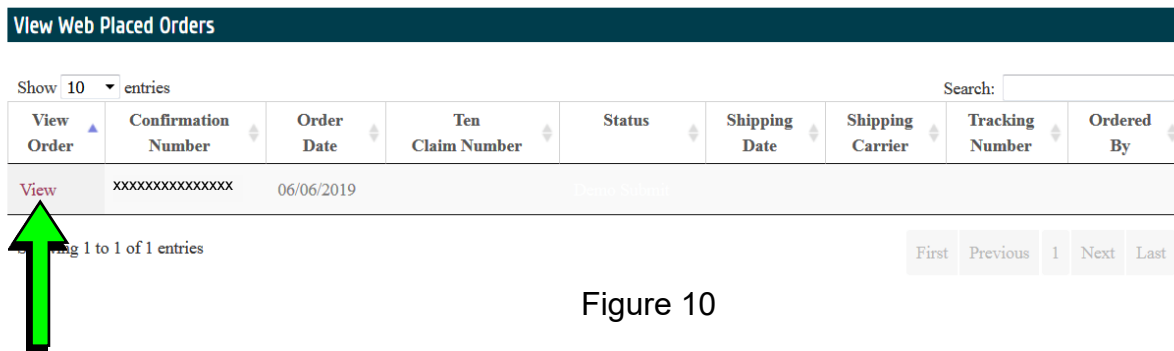 View Web Placed Orders
Show 10 entries Search:
View Order Confirmation Number Order Date Ten Claim Number Status Shipping Date Shipping Carrier Tracking Number Ordered By
View XXXXXXXXXXXXXXX 06/06/2019 Demo Submit
1 to 1 of 1 entries First Previous 1 Next Last
Figure 10